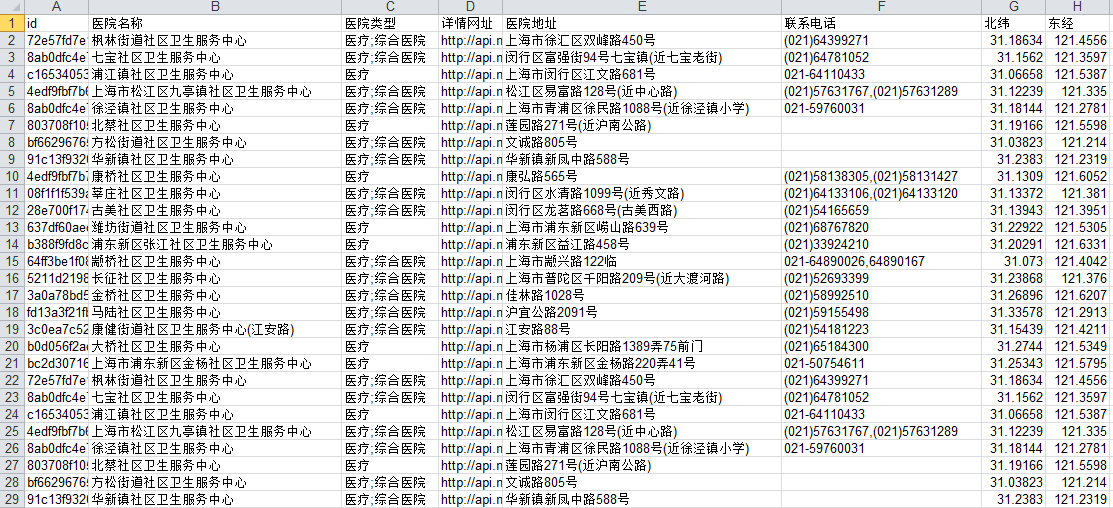 A B C D E F G H
1 id 医院名称 医院类型 详情网址 医院地址 联系电话 北纬 东经
2 72e57fd7e 枫林街道社区卫生服务中心 医疗;综合医院 http://api.n 上海市徐汇区双峰路450号 (021)64399271 31.18634 121.4556
3 8ab0dfc4e 七宝社区卫生服务中心 医疗;综合医院 http://api.n 闵行区富强街94号七宝镇(近七宝老街) (021)64781052 31.1562 121.3597
4 c16534053 浦江镇社区卫生服务中心 医疗 http://api.n 上海市闵行区江文路681号 021-64110433 31.06658 121.5387
5 4edf9fbf7b6 上海市松江区九亭镇社区卫生服务中心 医疗;综合医院 http://api.n 松江区易富路128号(近中心路) (021)57631767,(021)57631289 31.12239 121.335
6 8ab0dfc4e 徐泾镇社区卫生服务中心 医疗;综合医院 http://api.n 上海市青浦区徐民路1088号(近徐泾镇小学) 021-59760031 31.18144 121.2781
7 803708f10 北蔡社区卫生服务中心 医疗 http://api.n 莲园路271号(近沪南公路) 31.19166 121.5598
8 bf6629676 方松街道社区卫生服务中心 医疗;综合医院 http://api.n 文诚路805号 31.03823 121.214
9 91c13f932 华新镇社区卫生服务中心 医疗;综合医院 http://api.n 华新镇新凤中路588号 31.2383 121.2319
10 4edf9fbf7b 康桥社区卫生服务中心 医疗 http://api.n 康弘路565号 (021)58138305,(021)58131427 31.1309 121.6052
11 08f1f1f539a 莘庄社区卫生服务中心 医疗;综合医院 http://api.n 闵行区水清路1099号(近秀文路) (021)64133106,(021)64133120 31.13372 121.381
12 28e700f17 古美社区卫生服务中心 医疗;综合医院 http://api.n 闵行区龙茗路668号(古美西路) (021)54165659 31.13943 121.3951
13 637df60ae 潍坊街道社区卫生服务中心 医疗 http://api.n 上海市浦东新区崂山路639号 (021)68767820 31.22922 121.5305
14 b388f9fd8c 浦东新区张江社区卫生服务中心 医疗 http://api.n 浦东新区益江路458号 (021)33924210 31.20291 121.6331
15 64ff3be1f08 颛桥社区卫生服务中心 医疗;综合医院 http://api.n 上海市颛兴路122临 021-64890026,64890167 31.073 121.4042
16 5211d2198 长征社区卫生服务中心 医疗;综合医院 http://api.n 上海市普陀区千阳路209号(近大渡河路) (021)52693399 31.23868 121.376
17 3a0a78bd5 金桥社区卫生服务中心 医疗;综合医院 http://api.n 佳林路1028号 (021)58992510 31.26896 121.6207
18 fd13a3f21f 马陆社区卫生服务中心 医疗;综合医院 http://api.n 沪宜公路2091号 (021)59155498 31.33578 121.2913
19 3c0ea7c52 康健街道社区卫生服务中心(江安路) 医疗;综合医院 http://api.n 江安路88号 (021)54181223 31.15439 121.4211
20 b0d056f2a 大桥社区卫生服务中心 医疗 http://api.n 上海市杨浦区长阳路1389弄75前门 (021)65184300 31.2744 121.5349
21 bc2d30716 上海市浦东新区金杨社区卫生服务中心 医疗 http://api.n 上海市浦东新区金杨路220弄41号 021-50754611 31.25343 121.5795
22 72e57fd7e 枫林街道社区卫生服务中心 医疗;综合医院 http://api.n 上海市徐汇区双峰路450号 (021)64399271 31.18634 121.4556
23 8ab0dfc4e 七宝社区卫生服务中心 医疗;综合医院 http://api.n 闵行区富强街94号七宝镇(近七宝老街) (021)64781052 31.1562 121.3597
24 c16534053 浦江镇社区卫生服务中心 医疗 http://api.n 上海市闵行区江文路681号 021-64110433 31.06658 121.5387
25 4edf9fbf7b6 上海市松江区九亭镇社区卫生服务中心 医疗;综合医院 http://api.n 松江区易富路128号(近中心路) (021)57631767,(021)57631289 31.12239 121.335
26 8ab0dfc4e 徐泾镇社区卫生服务中心 医疗;综合医院 http://api.n 上海市青浦区徐民路1088号(近徐泾镇小学) 021-59760031 31.18144 121.2781
27 803708f10 北蔡社区卫生服务中心 医疗 http://api.n 莲园路271号(近沪南公路) 31.19166 121.5598
28 bf6629676 方松街道社区卫生服务中心 医疗;综合医院 http://api.n 文诚路805号 31.03823 121.214
29 91c13f932 华新镇社区卫生服务中心 医疗;综合医院 http://api.n 华新镇新凤中路588号 31.2383 121.2319